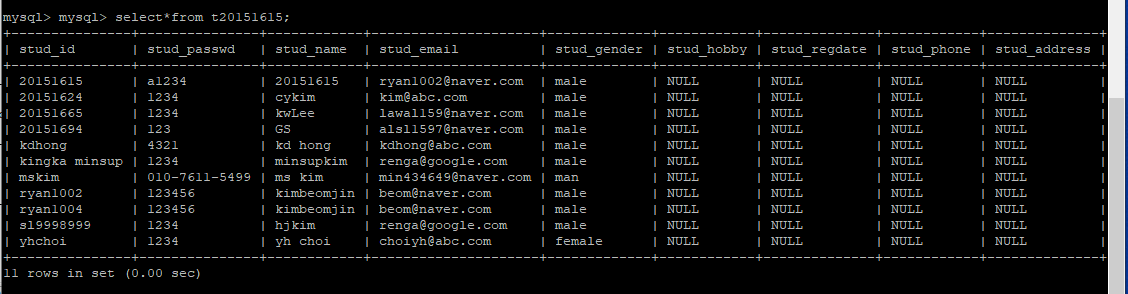 mysql> mysql> select*from t20151615;
+---------------+---------------+------------+---------------------+-------------+------------+--------------+------------+--------------+
| stud_id | stud_passwd | stud_name | stud_email | stud_gender | stud_hobby | stud_regdate | stud_phone | stud_address |
+---------------+---------------+------------+---------------------+-------------+------------+--------------+------------+--------------+
| 20151615 | a1234 | 20151615 | ryan1002@naver.com | male | NULL | NULL | NULL | NULL |
| 20151624 | 1234 | cykim | kim@abc.com | male | NULL | NULL | NULL | NULL |
| 20151665 | 1234 | kwLee | lawal159@naver.com | male | NULL | NULL | NULL | NULL |
| 20151694 | 123 | GS | alsl1597@naver.com | male | NULL | NULL | NULL | NULL |
| kdhong | 4321 | kd hong | kdhong@abc.com | male | NULL | NULL | NULL | NULL |
| kingka minsup | 1234 | minsupkim | renga@google.com | male | NULL | NULL | NULL | NULL |
| mskim | 010-7611-5499 | ms kim | min434649@naver.com | man | NULL | NULL | NULL | NULL |
| ryan1002 | 123456 | kimbeomjin | beom@naver.com | male | NULL | NULL | NULL | NULL |
| ryan1004 | 123456 | kimbeomjin | beom@naver.com | male | NULL | NULL | NULL | NULL |
| sl9998999 | 1234 | hjkim | renga@google.com | male | NULL | NULL | NULL | NULL |
| yhchoi | 1234 | yh choi | choiyh@abc.com | female | NULL | NULL | NULL | NULL |
+---------------+---------------+------------+---------------------+-------------+------------+--------------+------------+--------------+
11 rows in set (0.00 sec)